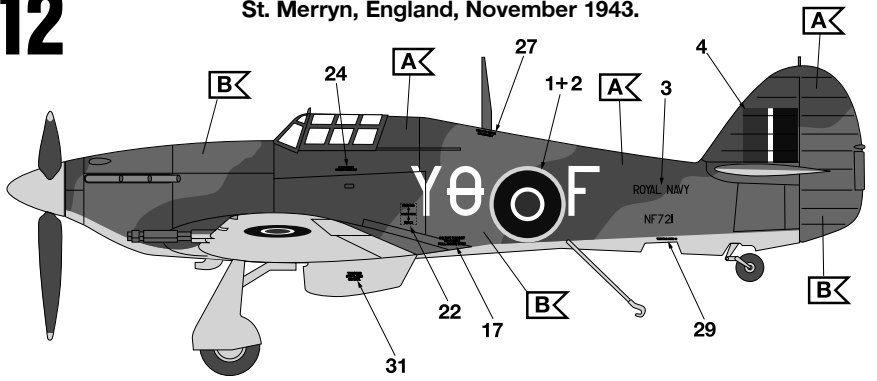 12
St. Merryn, England, November 1943.
A
27
4
B
24
A
1+2
A
3
YΘ F
ROYAL NAVY
NF721
22
17
B
29
B
31